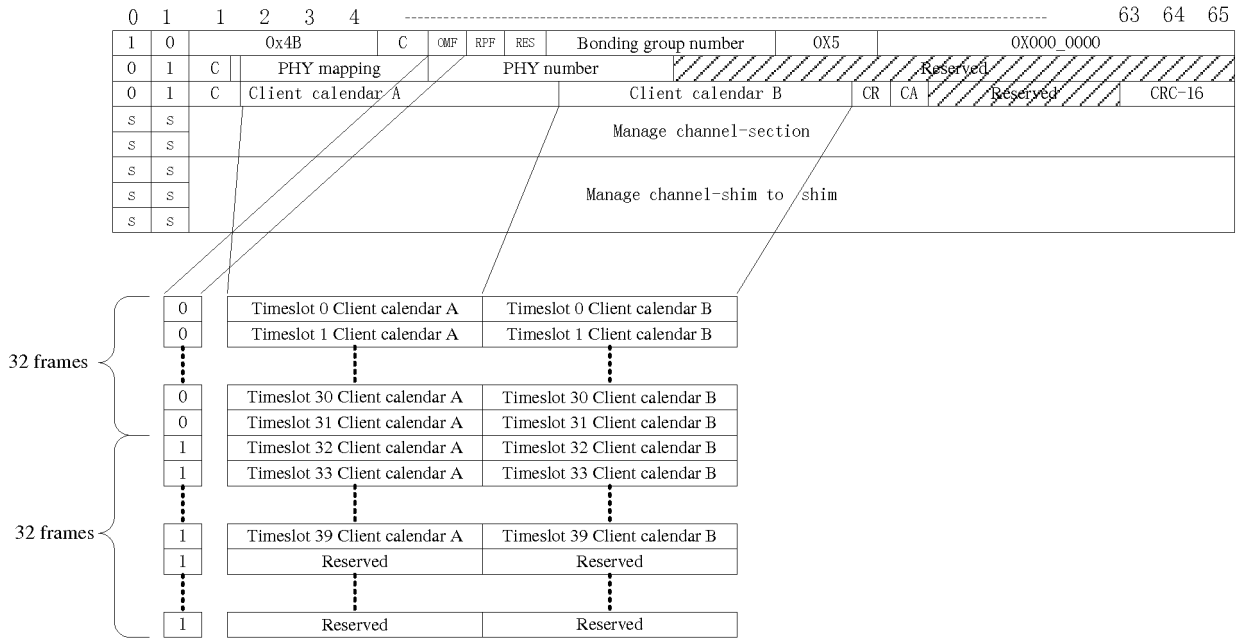 0 1 1 2 3 4 63 64 65
1 0 0x4B C OMF RPF RES Bonding group number 0X5 0X000_0000
0 1 C PHY mapping PHY number Reserved
0 1 C Client calendar A Client calendar B CR CA Reserved CRC-16
s s
Manage channel-section
s s
s s
s s Manage channel-shim to shim
s s
0 Timeslot 0 Client calendar A Timeslot 0 Client calendar B
0 Timeslot 1 Client calendar A Timeslot 1 Client calendar B
32 frames
0 Timeslot 30 Client calendar A Timeslot 30 Client calendar B
0 Timeslot 31 Client calendar A Timeslot 31 Client calendar B
1 Timeslot 32 Client calendar A Timeslot 32 Client calendar B
1 Timeslot 33 Client calendar A Timeslot 33 Client calendar B
32 frames
1 Timeslot 39 Client calendar A Timeslot 39 Client calendar B
1 Reserved Reserved
1 Reserved Reserved